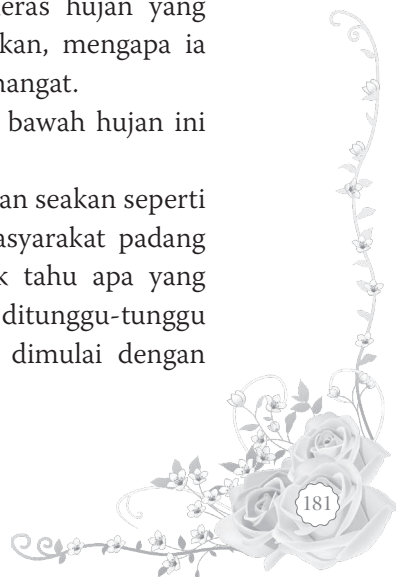 eras hujan yang
kan, mengapa ia
nangat.
bawah hujan ini
an seakan seperti
asyarakat padang
k tahu apa yang
ditunggu-tunggu
dimulai dengan
181